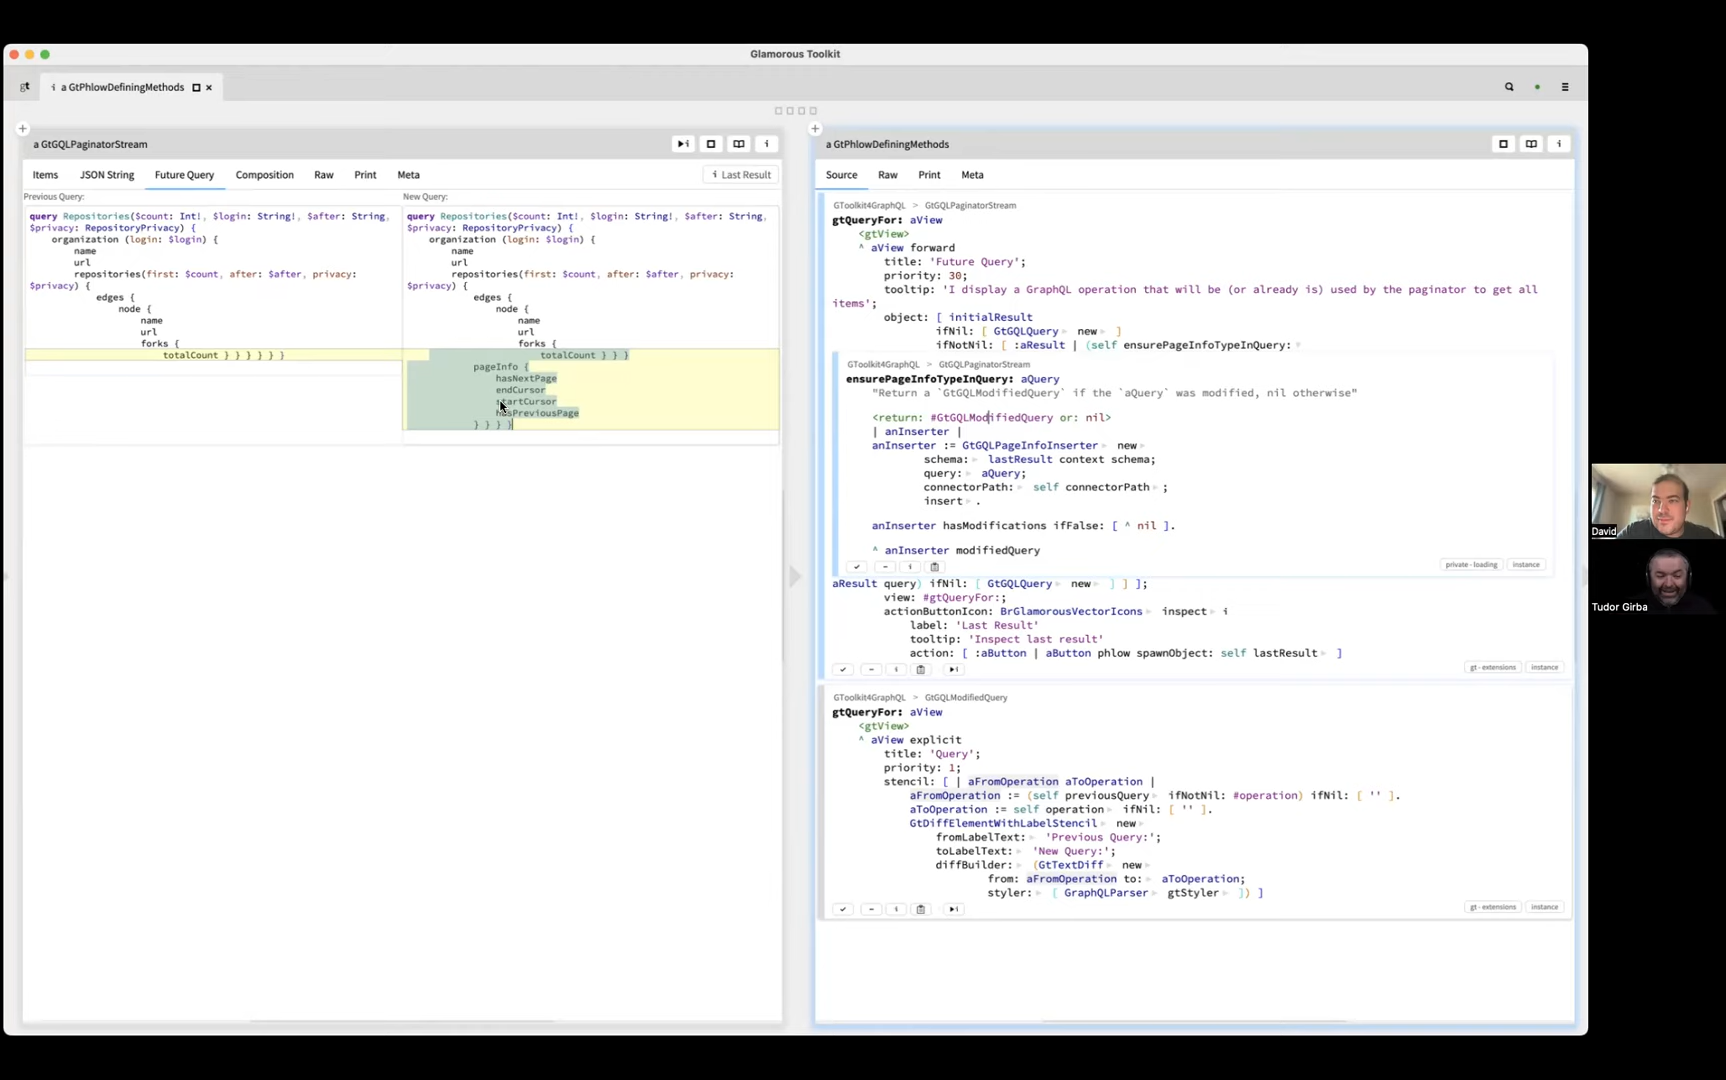 Glamorous Toolkit
gt
i a GtPhlowDefiningMethods
a GtGQLPaginatorStream
Items JSON String Future Query Composition Raw Print Meta
i Last Result
Previous Query:
query Repositories($count: Int!, $login: String!, $after: String,
$privacy: RepositoryPrivacy) {
organization (login: $login) {
name
url
repositories(first: $count, after: $after, privacy:
$privacy) {
edges {
node {
name
url
forks {
totalCount } } } } } }
New Query:
query Repositories($count: Int!, $login: String!, $after: String,
$privacy: RepositoryPrivacy) {
organization (login: $login) {
name
url
repositories(first: $count, after: $after, privacy:
$privacy) {
edges {
node {
name
url
forks {
totalCount } } }
pageInfo {
hasNextPage
endCursor
startCursor
hasPreviousPage
} } } }
a GtPhlowDefiningMethods
Source Raw Print Meta
GToolkit4GraphQL > GtGQLPaginatorStream
gtQueryFor: aView
<gtView>
^ aView forward
title: 'Future Query';
priority: 30;
tooltip: 'I display a GraphQL operation that will be (or already is) used by the paginator to get all
items';
object: [ initialResult
ifNil: [ GtGQLQuery new ]
ifNotNil: [ :aResult | (self ensurePageInfoTypeInQuery:
GToolkit4GraphQL > GtGQLPaginatorStream
ensurePageInfoTypeInQuery: aQuery
"Return a `GtGQLModifiedQuery` if the `aQuery` was modified, nil otherwise"
<return: #GtGQLModifiedQuery or: nil>
| anInserter |
anInserter := GtGQLPageInfoInserter new
schema: lastResult context schema;
query: aQuery;
connectorPath: self connectorPath ;
insert .
anInserter hasModifications ifFalse: [ ^ nil ].
^ anInserter modifiedQuery
private - loading instance
aResult query) ifNil: [ GtGQLQuery new ] ] ];
view: #gtQueryFor:;
actionButtonIcon: BrGlamorousVectorIcons inspect i
label: 'Last Result'
tooltip: 'Inspect last result'
action: [ :aButton | aButton phlow spawnObject: self lastResult ]
gt - extensions instance
GToolkit4GraphQL > GtGQLModifiedQuery
gtQueryFor: aView
<gtView>
^ aView explicit
title: 'Query';
priority: 1;
stencil: [ | aFromOperation aToOperation |
aFromOperation := (self previousQuery ifNotNil: #operation) ifNil: [ '' ].
aToOperation := self operation ifNil: [ '' ].
GtDiffElementWithLabelStencil new
fromLabelText: 'Previous Query:';
toLabelText: 'New Query:';
diffBuilder: (GtTextDiff new
from: aFromOperation to: aToOperation;
styler: [ GraphQLParser gtStyler ]) ]
gt - extensions instance
David
Tudor Girba